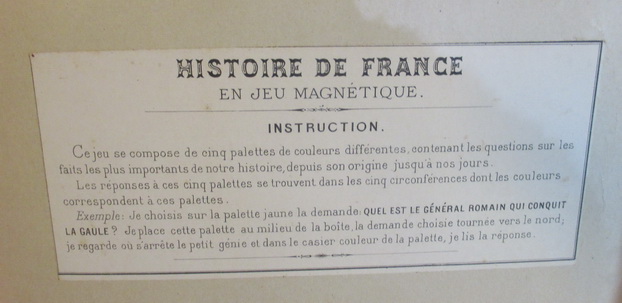 HISTOIRE DE FRANCE
EN JEU MAGNÉTIQUE.
INSTRUCTION.
Ce jeu se compose de cinq palettes de couleurs différentes, contenant les questions sur les
faits les plus importants de notre histoire, depuis son origine jusqu'à nos jours.
Les réponses à ces cinq palettes se trouvent dans les cinq circonférences dont les couleurs
correspondent à ces palettes.
Exemple: Je choisis sur la palette jaune la demande: QUEL EST LE GÉNÉRAL ROMAIN QUI CONQUIT
LA GAULE? Je place cette palette au milieu de la boîte, la demande choisie tournée vers le nord;
je regarde où s'arrête le petit génie et dans le casier couleur de la palette, je lis la réponse.